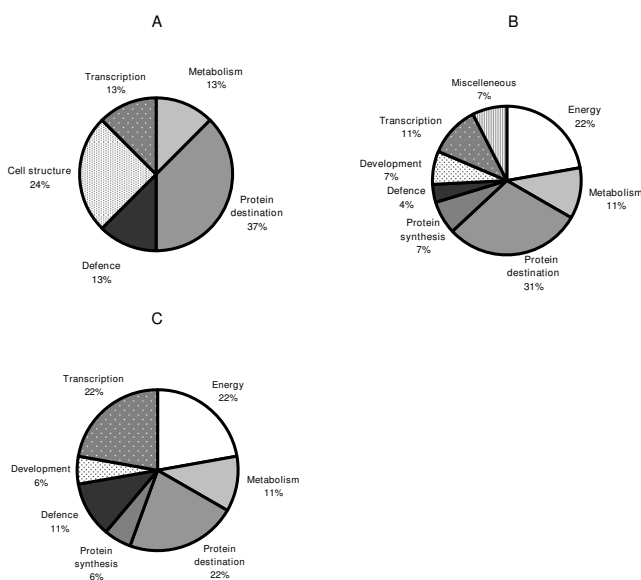 A
Transcription
13%
Metabolism
13%
Cell structure
24%
Protein
destination
37%
Defence
13%
B
Miscelleneous
7%
Energy
22%
Transcription
11%
Development
7%
Defence
4%
Metabolism
11%
Protein
synthesis
7%
Protein
destination
31%
C
Transcription
22%
Energy
22%
Development
6%
Metabolism
11%
Defence
11%
Protein
synthesis
6%
Protein
destination
22%